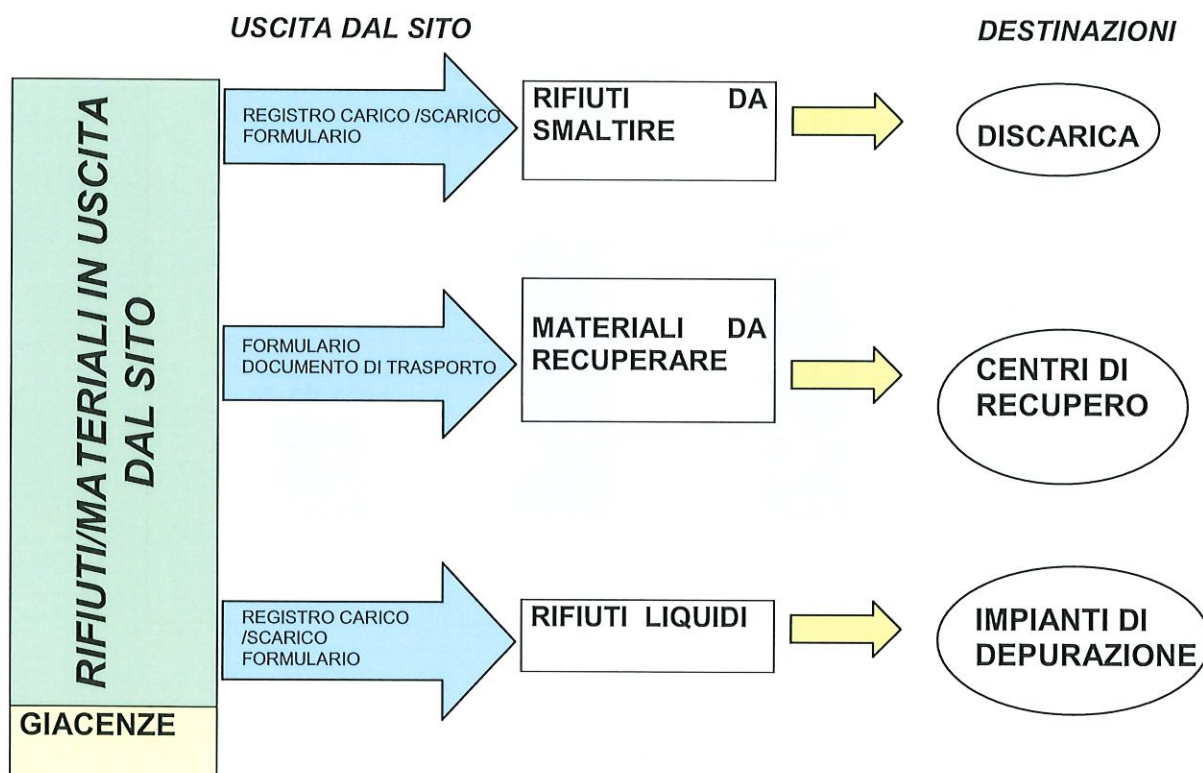 USCITA DAL SITO
DESTINAZIONI
RIFIUTI/MATERIALI IN USCITA
DAL SITO
REGISTRO CARICO /SCARICO
FORMULARIO
RIFIUTI DA
SMALTIRE
DISCARICA
FORMULARIO
DOCUMENTO DI TRASPORTO
MATERIALI DA
RECUPERARE
CENTRI DI
RECUPERO
REGISTRO CARICO
/SCARICO
FORMULARIO
RIFIUTI LIQUIDI
IMPIANTI DI
DEPURAZIONE
GIACENZE